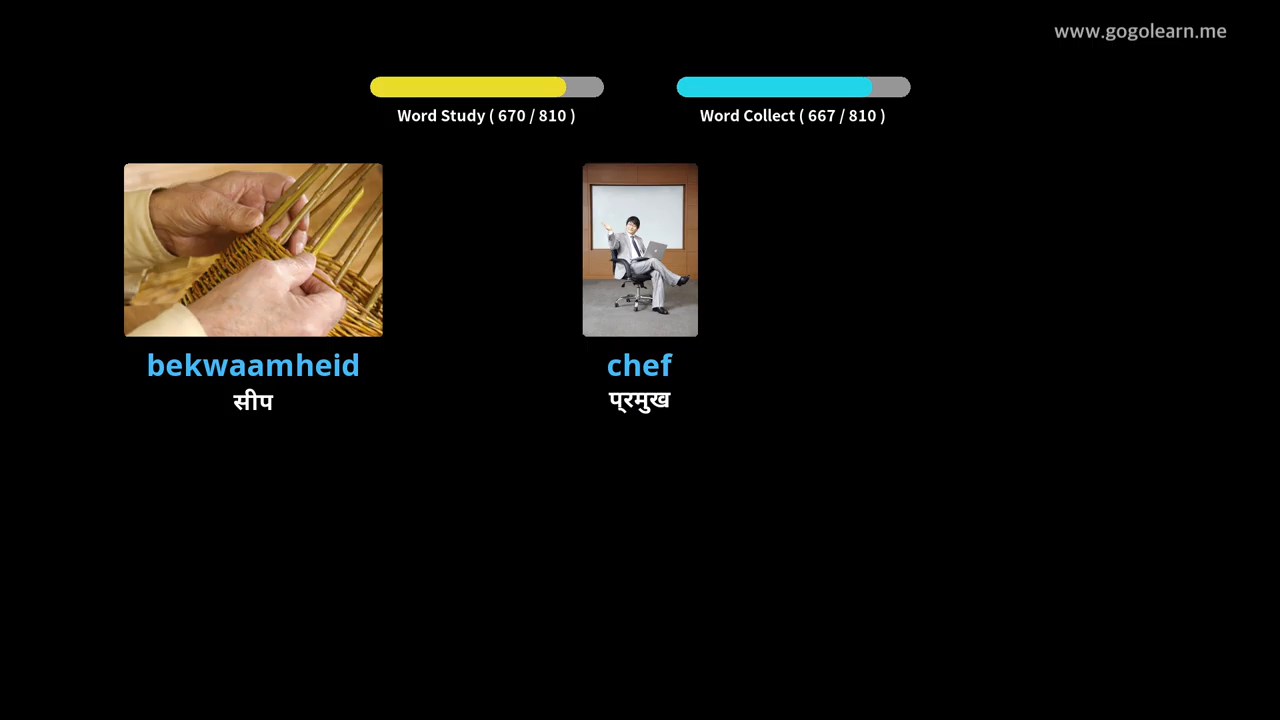 www.gogolearn.me
Word Study ( 670 / 810 )
Word Collect ( 667 / 810 )
bekwaamheid
सीप
chef
प्रमुख